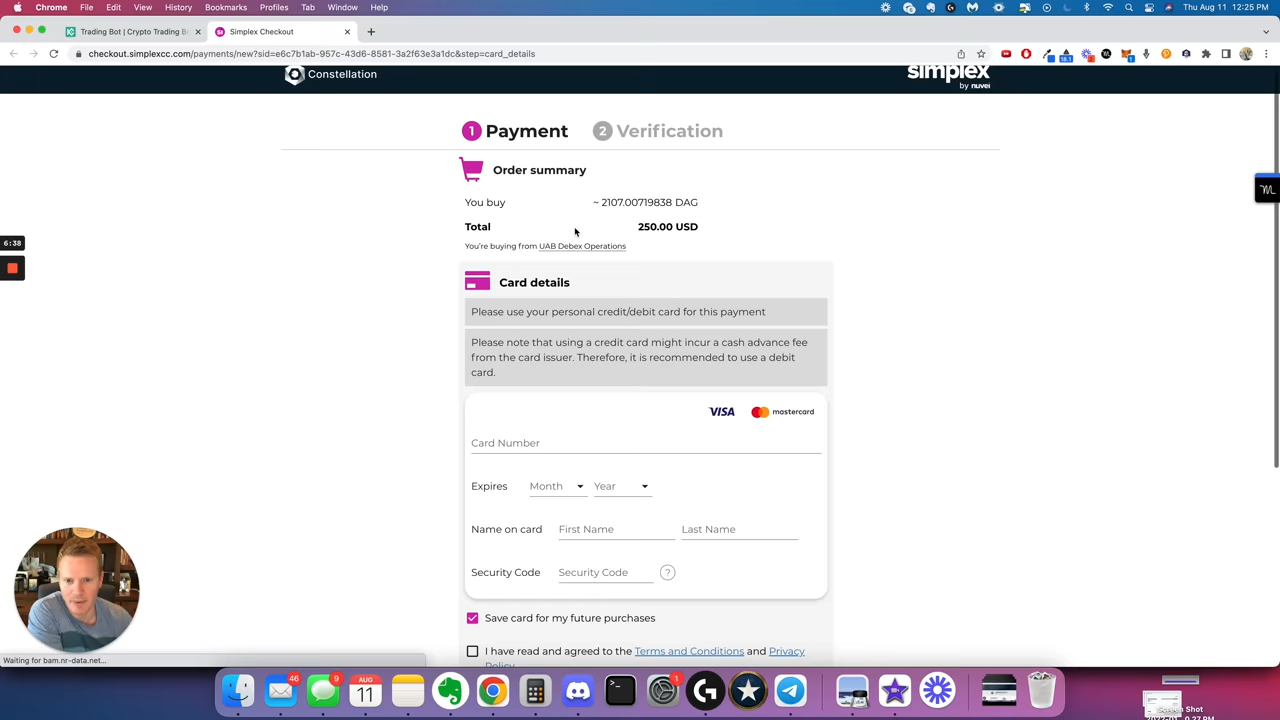 Chrome File Edit View History Bookmarks Profiles Tab Window Help
Thu Aug 11 12:25 PM
Trading Bot | Crypto Trading B
Simplex Checkout
checkout.simplexcc.com/payments/new?sid=e6c7b1ab-957c-43d6-8581-3a2f63e3a1dc&step=card_details
Constellation
simplex
by nuvei
1 Payment 2 Verification
Order summary
You buy ~ 2107.00719838 DAG
Total 250.00 USD
6:38
You're buying from UAB Debex Operations
Card details
Please use your personal credit/debit card for this payment
Please note that using a credit card might incur a cash advance fee
from the card issuer. Therefore, it is recommended to use a debit
card.
VISA mastercard
Card Number
Expires Month Year
Name on card First Name Last Name
Security Code Security Code ?
Save card for my future purchases
I have read and agreed to the Terms and Conditions and Privacy
Policy
Waiting for bam.nr-data.net...
46 9 AUG 11 1
Screen Shot